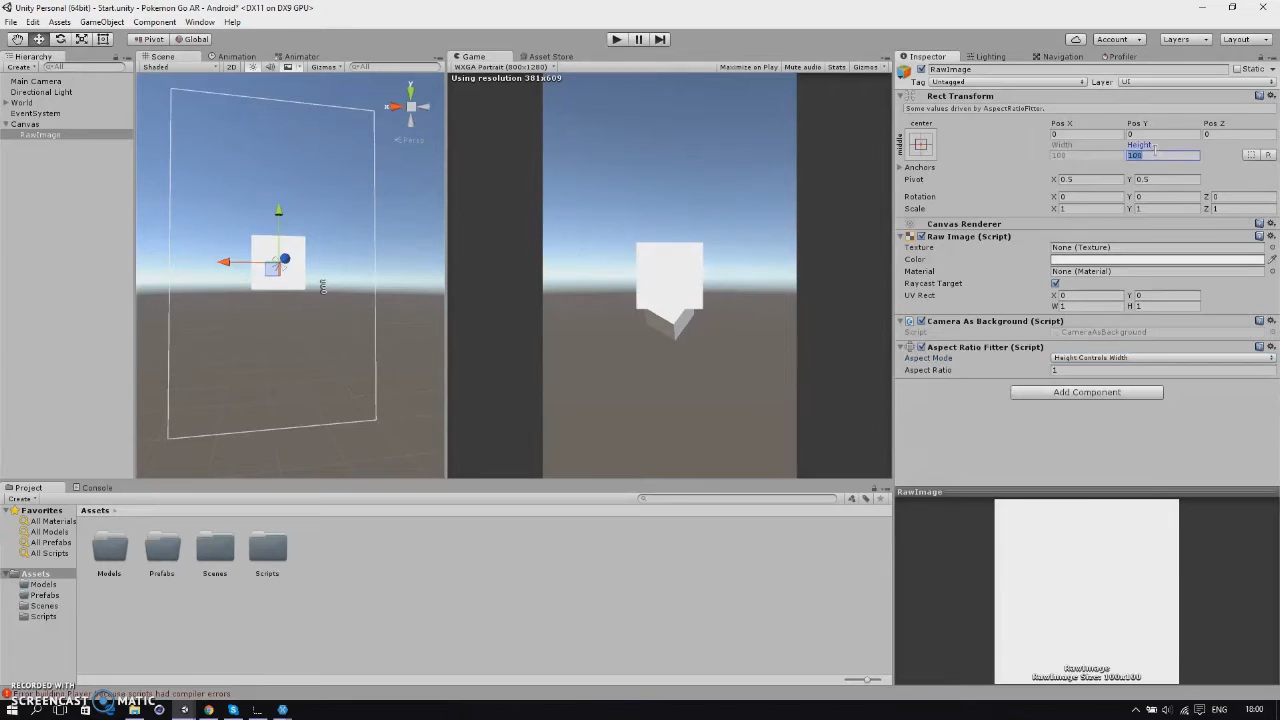 Unity Personal (64bit) - Start.unity - Pokemon Go AR - Android* <DX11 on DX9 GPU>
File Edit Assets GameObject Component Window Help
Pivot Global Account Layers Layout
Hierarchy
Create All
Main Camera
Directional Light
World
EventSystem
Canvas
RawImage
Scene Animation Animator
Shaded 2D Gizmos All
y
x
Persp
Game Asset Store
WXGA Portrait (800x1280) Maximize on Play Mute audio Stats Gizmos
Using resolution 381x609
Inspector Lighting Navigation Profiler
RawImage Static
Tag Untagged Layer UI
Rect Transform
Some values driven by AspectRatioFitter.
center Pos X Pos Y Pos Z
0 0 0
middle Width Height
100 100 R
Anchors
Pivot X 0.5 Y 0.5
Rotation X 0 Y 0 Z 0
Scale X 1 Y 1 Z 1
Canvas Renderer
Raw Image (Script)
Texture None (Texture)
Color
Material None (Material)
Raycast Target
UV Rect X 0 Y 0
W 1 H 1
Camera As Background (Script)
Script CameraAsBackground
Aspect Ratio Fitter (Script)
Aspect Mode Height Controls Width
Aspect Ratio 1
Add Component
Project Console
Create
Favorites
All Materials
All Models
All Prefabs
All Scripts
Assets
Models
Prefabs
Scenes
Scripts
Assets
Models Prefabs Scenes Scripts
RawImage
RawImage
RawImage Size: 100x100
Error building Player because scripts had compiler errors
RECORDED WITH
SCREENCAST MATIC
ENG 18:00